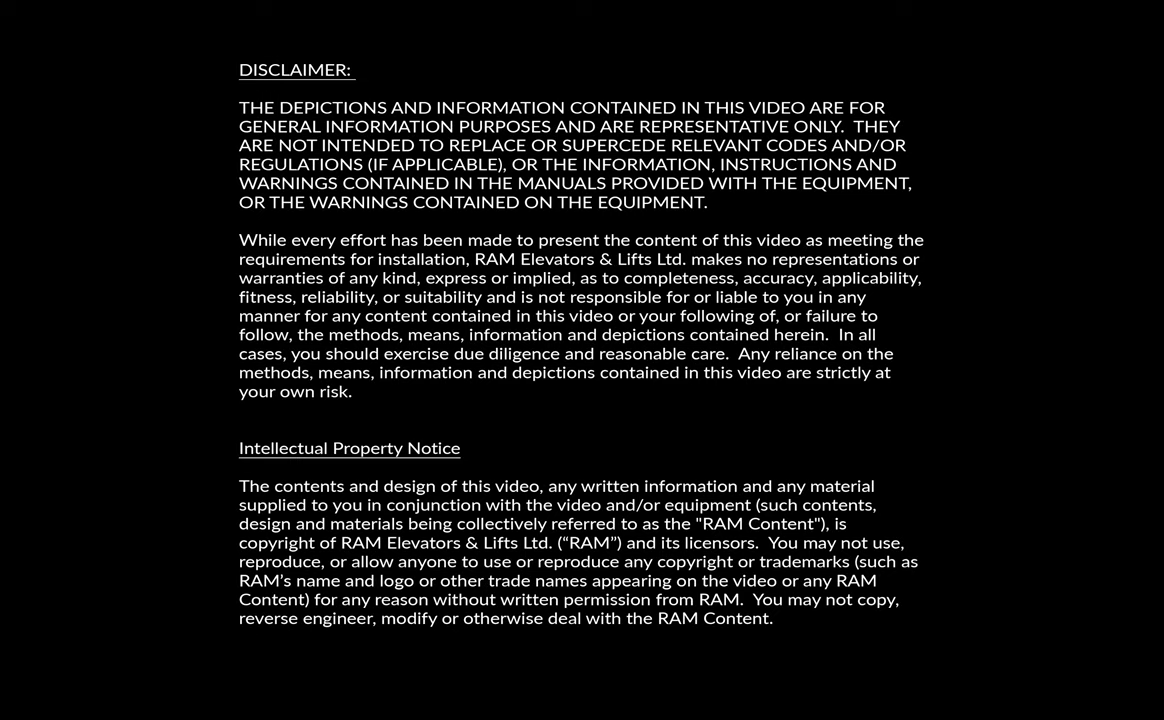 DISCLAIMER:
THE DEPICTIONS AND INFORMATION CONTAINED IN THIS VIDEO ARE FOR
GENERAL INFORMATION PURPOSES AND ARE REPRESENTATIVE ONLY.  THEY
ARE NOT INTENDED TO REPLACE OR SUPERCEDE RELEVANT CODES AND/OR
REGULATIONS (IF APPLICABLE), OR THE INFORMATION, INSTRUCTIONS AND
WARNINGS CONTAINED IN THE MANUALS PROVIDED WITH THE EQUIPMENT,
OR THE WARNINGS CONTAINED ON THE EQUIPMENT.
While every effort has been made to present the content of this video as meeting the
requirements for installation, RAM Elevators & Lifts Ltd. makes no representations or
warranties of any kind, express or implied, as to completeness, accuracy, applicability,
fitness, reliability, or suitability and is not responsible for or liable to you in any
manner for any content contained in this video or your following of, or failure to
follow, the methods, means, information and depictions contained herein.  In all
cases, you should exercise due diligence and reasonable care.  Any reliance on the
methods, means, information and depictions contained in this video are strictly at
your own risk.
Intellectual Property Notice
The contents and design of this video, any written information and any material
supplied to you in conjunction with the video and/or equipment (such contents,
design and materials being collectively referred to as the "RAM Content"), is
copyright of RAM Elevators & Lifts Ltd. (“RAM”) and its licensors.  You may not use,
reproduce, or allow anyone to use or reproduce any copyright or trademarks (such as
RAM’s name and logo or other trade names appearing on the video or any RAM
Content) for any reason without written permission from RAM.  You may not copy,
reverse engineer, modify or otherwise deal with the RAM Content.